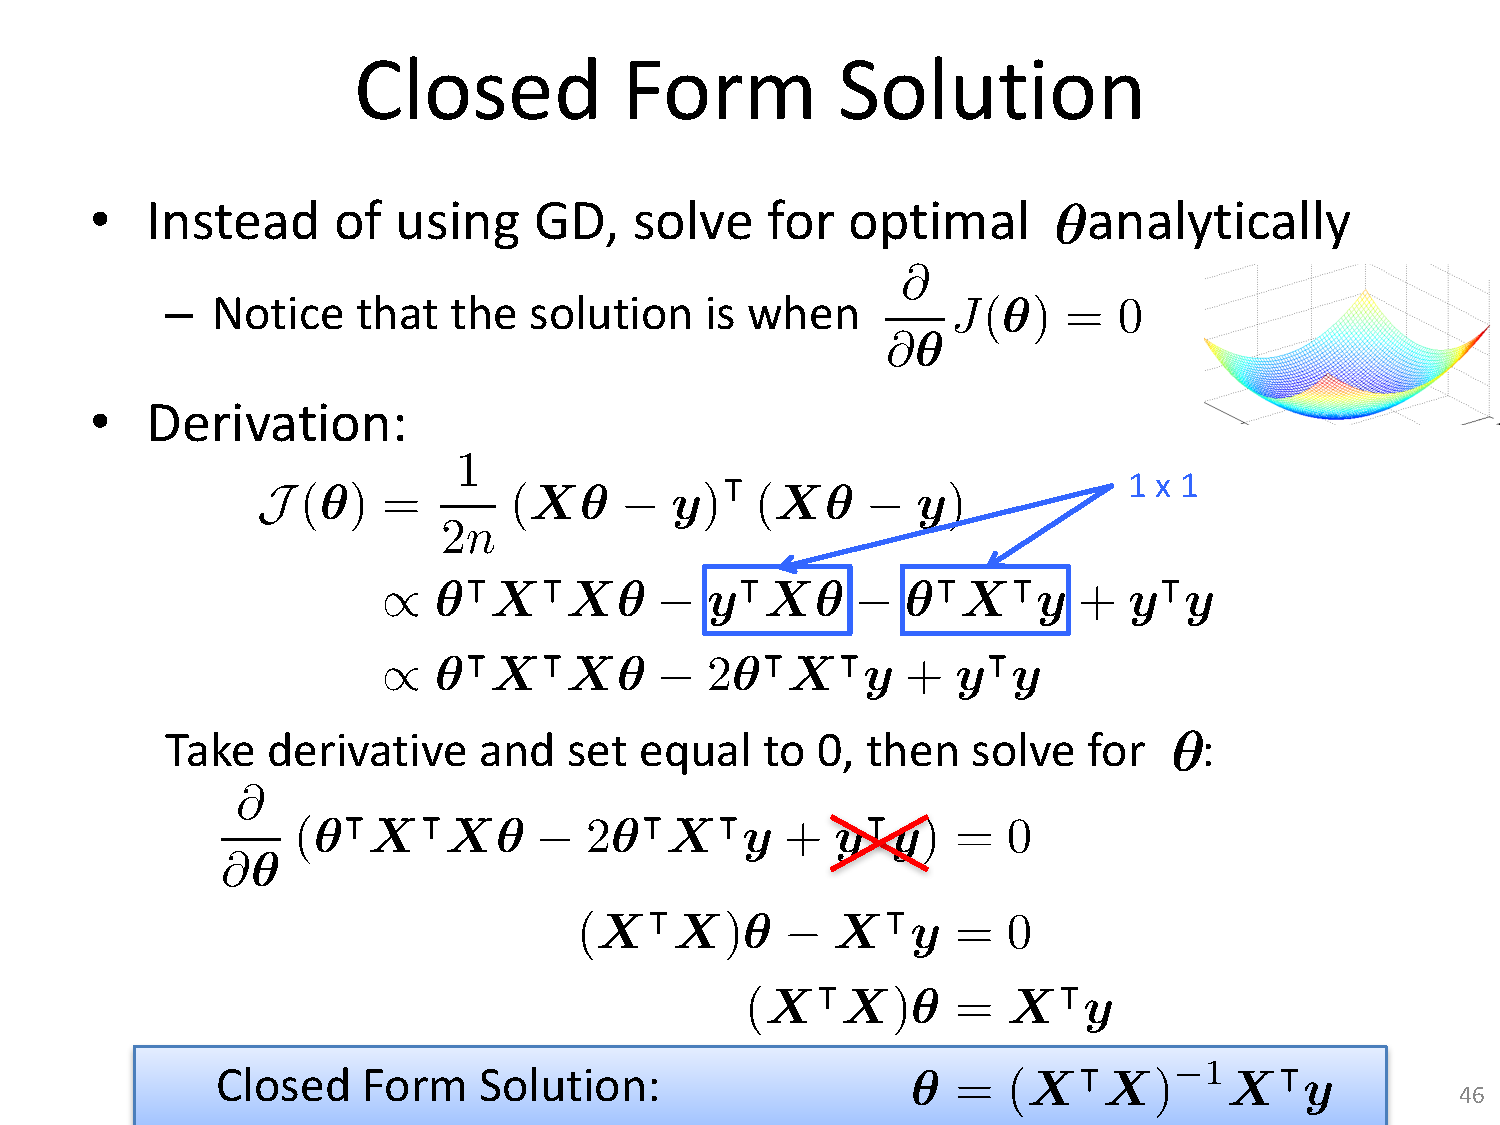 Closed Form Solution
• Instead of using GD, solve for optimal θ analytically
– Notice that the solution is when ∂/∂θ J(θ) = 0
• Derivation:
𝒥(θ) = 1/2n (Xθ − y)ᵀ (Xθ − y)
1 x 1
∝ θᵀXᵀXθ − yᵀXθ − θᵀXᵀy + yᵀy
∝ θᵀXᵀXθ − 2θᵀXᵀy + yᵀy
Take derivative and set equal to 0, then solve for θ:
∂/∂θ (θᵀXᵀXθ − 2θᵀXᵀy + yᵀy) = 0
(XᵀX)θ − Xᵀy = 0
(XᵀX)θ = Xᵀy
Closed Form Solution: θ = (XᵀX)⁻¹Xᵀy
46